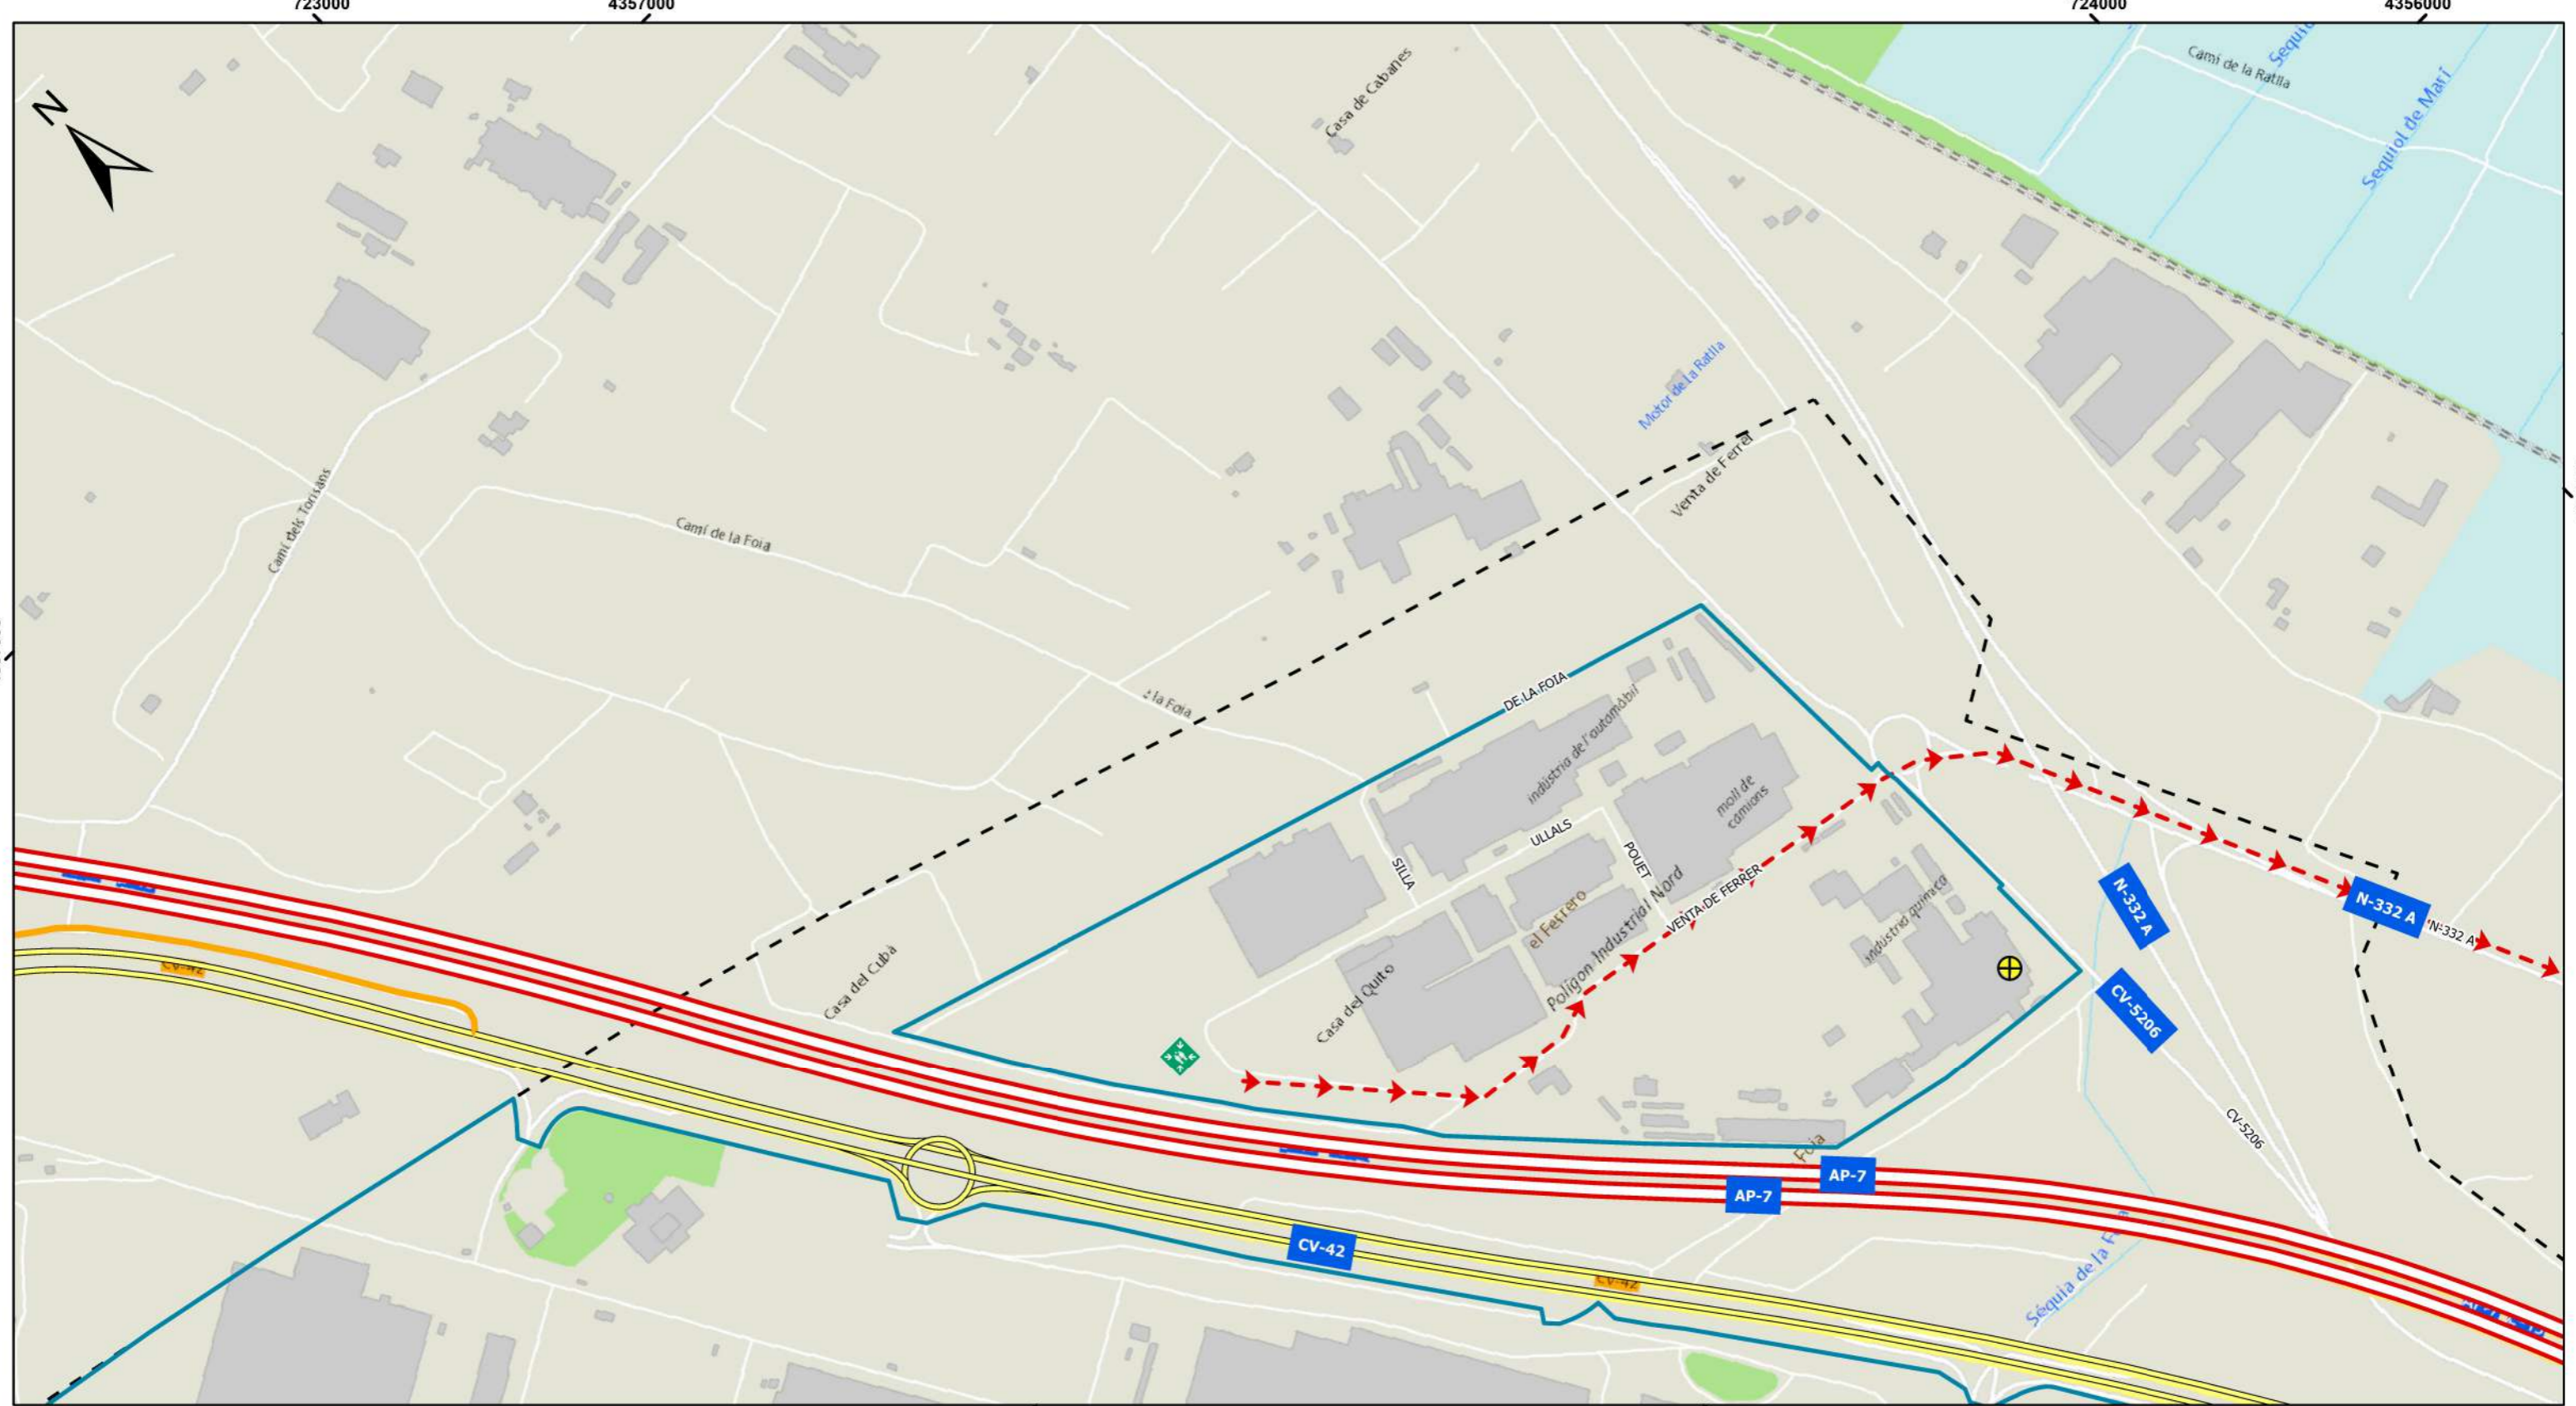 723000
4357000
724000
4356000
N
Casa de Cabanes
Camí de la Ratlla
Sequiol de Marí
Motor de la Ratlla
Venta de Ferrer
Camí dels Torisans
Camí de la Foia
la Foia
DE LA FOIA
indústria de l'automàbil
moll de
camions
ULLALS
POUET
SILLA
VENTA DE FERRER
el Ferrero
Polígon Industrial Nord
indústria química
Casa del Quito
Casa del Cubà
N-332 A
N-332 A
N-332 A
CV-5206
CV-5206
CV-42
Foia
AP-7
AP-7
CV-42
CV-42
Séquia de la F